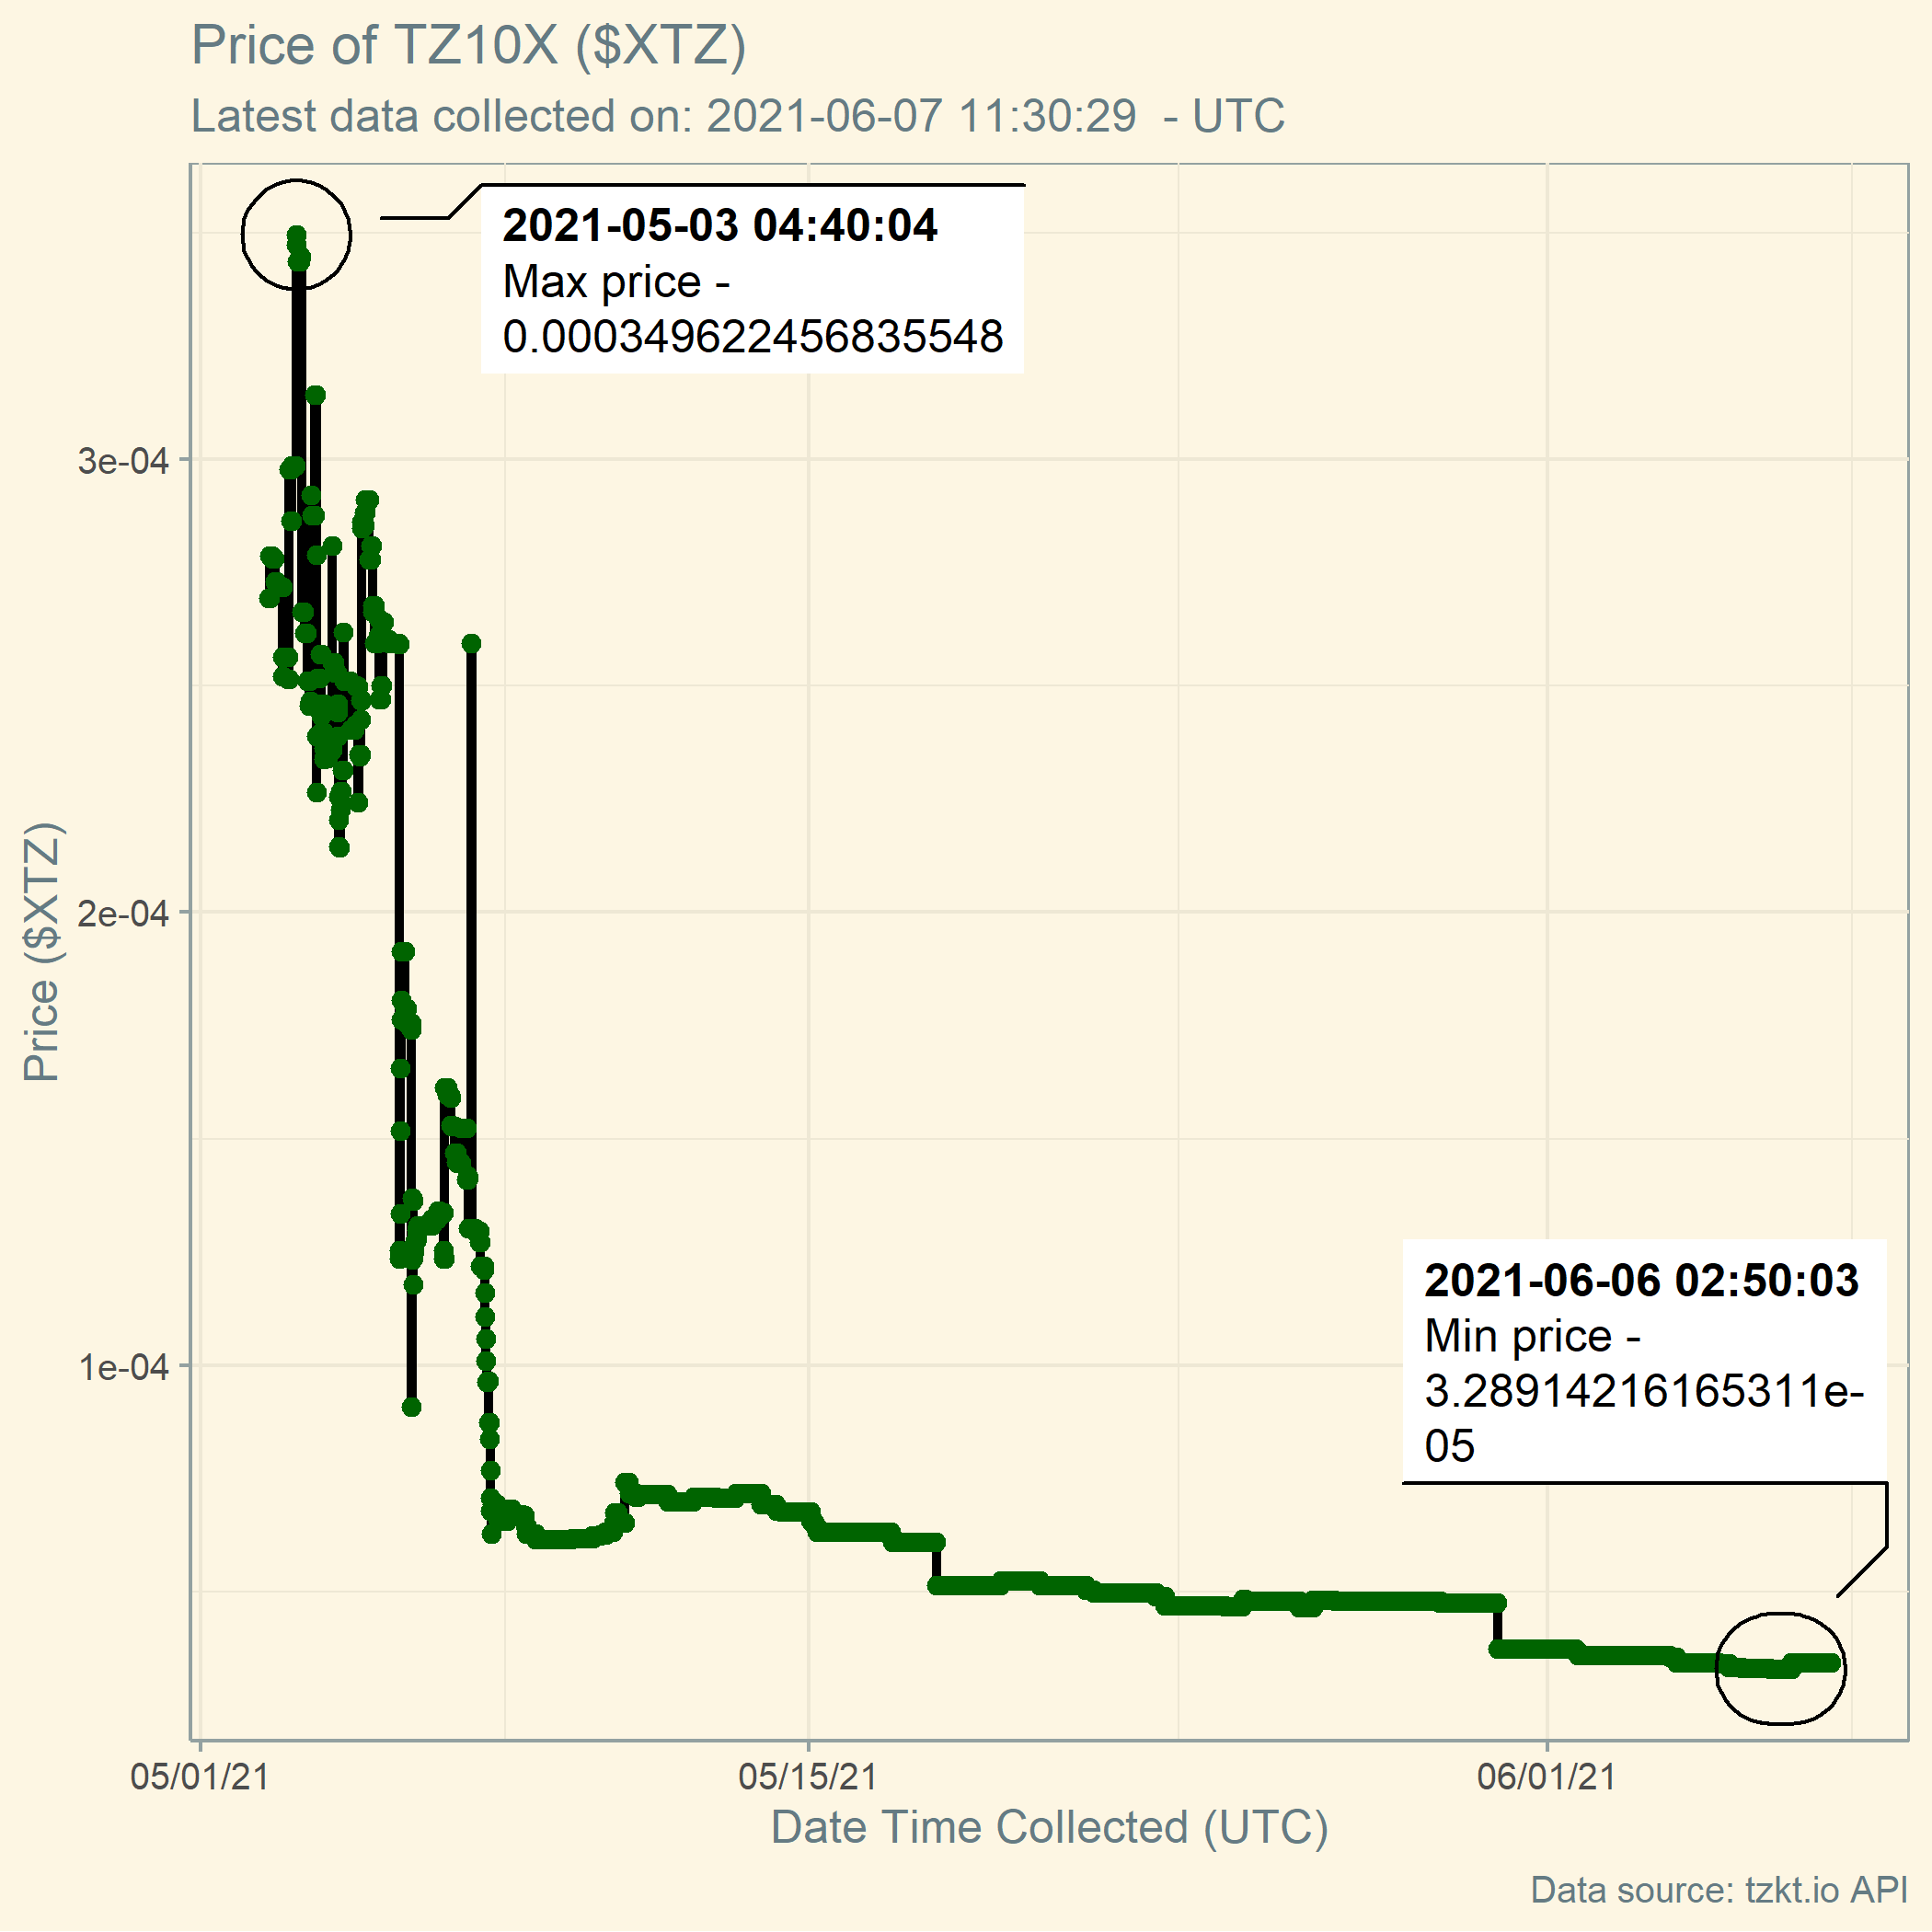 Price of TZ10X ($XTZ)
Latest data collected on: 2021-06-07 11:30:29  - UTC
2021-05-03 04:40:04
Max price -
0.000349622456835548
3e-04
2e-04
1e-04
Price ($XTZ)
2021-06-06 02:50:03
Min price -
3.28914216165311e-
05
05/01/21
05/15/21
06/01/21
Date Time Collected (UTC)
Data source: tzkt.io API